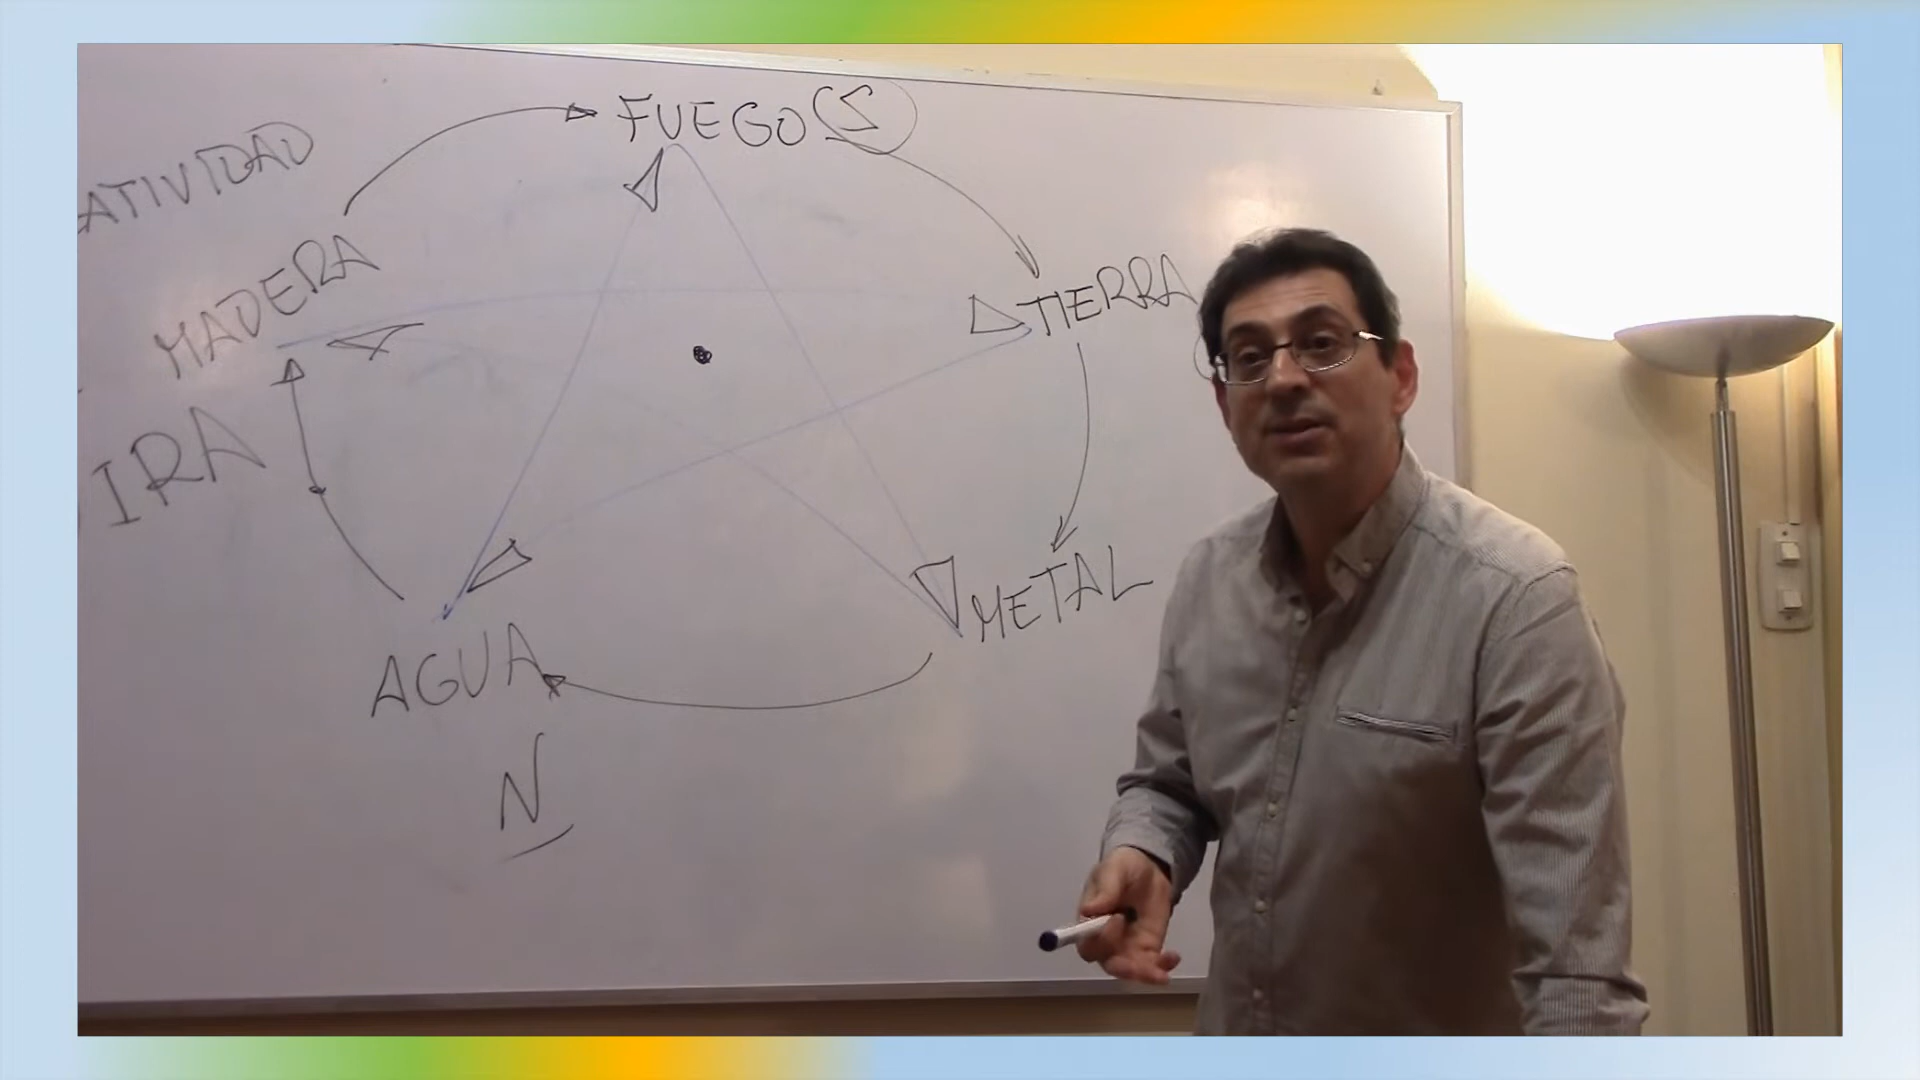 FUEGO (S)
ATIVIDAD
MADERA
TIERRA
IRA
METAL
AGUA
N